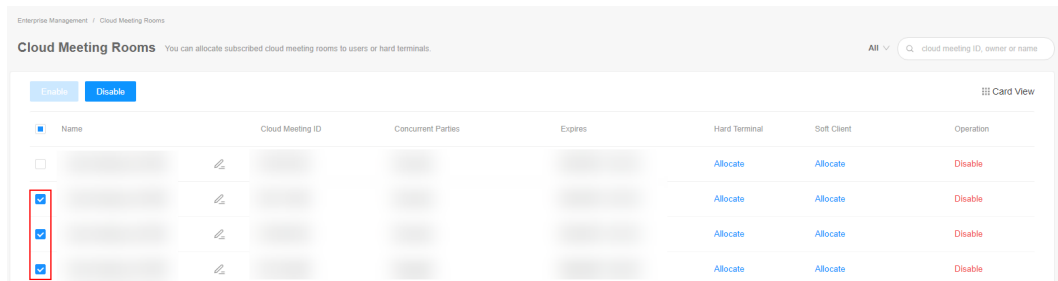 Enterprise Management / Cloud Meeting Rooms
Cloud Meeting Rooms You can allocate subscribed cloud meeting rooms to users or hard terminals. All cloud meeting ID, owner or name
Enable Disable Card View
Name Cloud Meeting ID Concurrent Parties Expires Hard Terminal Soft Client Operation
Allocate Allocate Disable
Allocate Allocate Disable
Allocate Allocate Disable
Allocate Allocate Disable